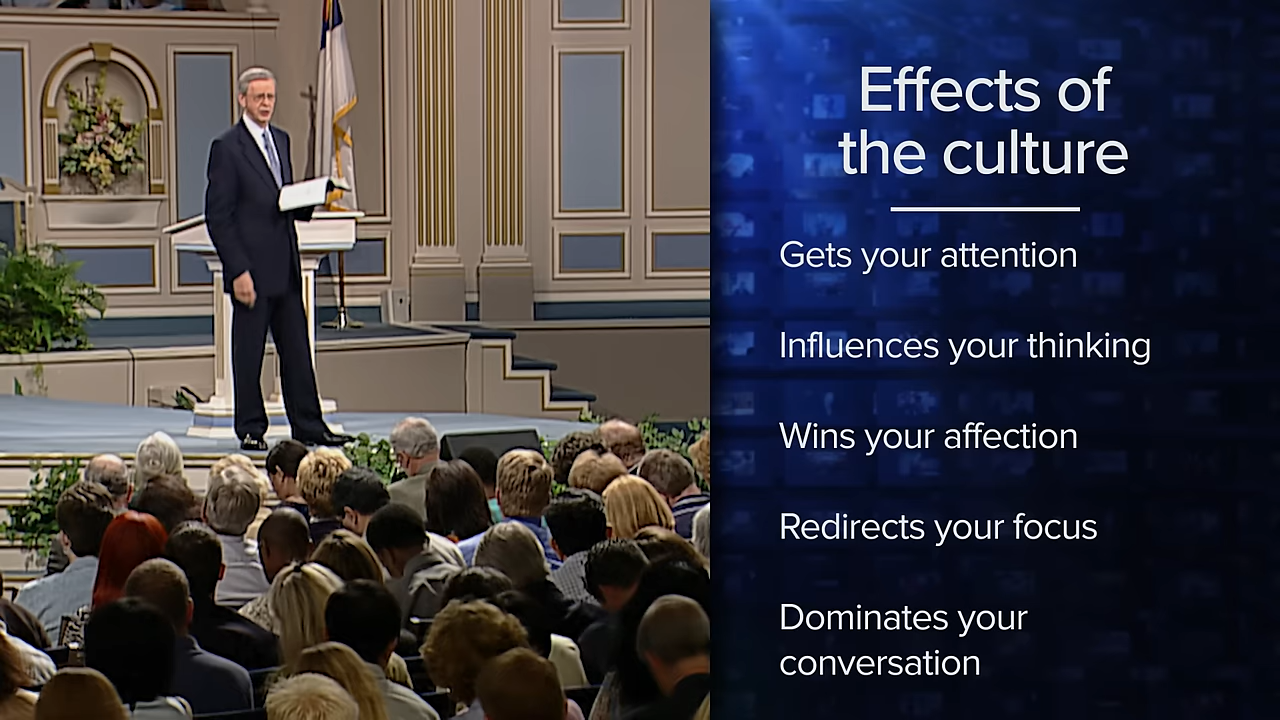 Effects of
the culture
Gets your attention
Influences your thinking
Wins your affection
Redirects your focus
Dominates your
conversation